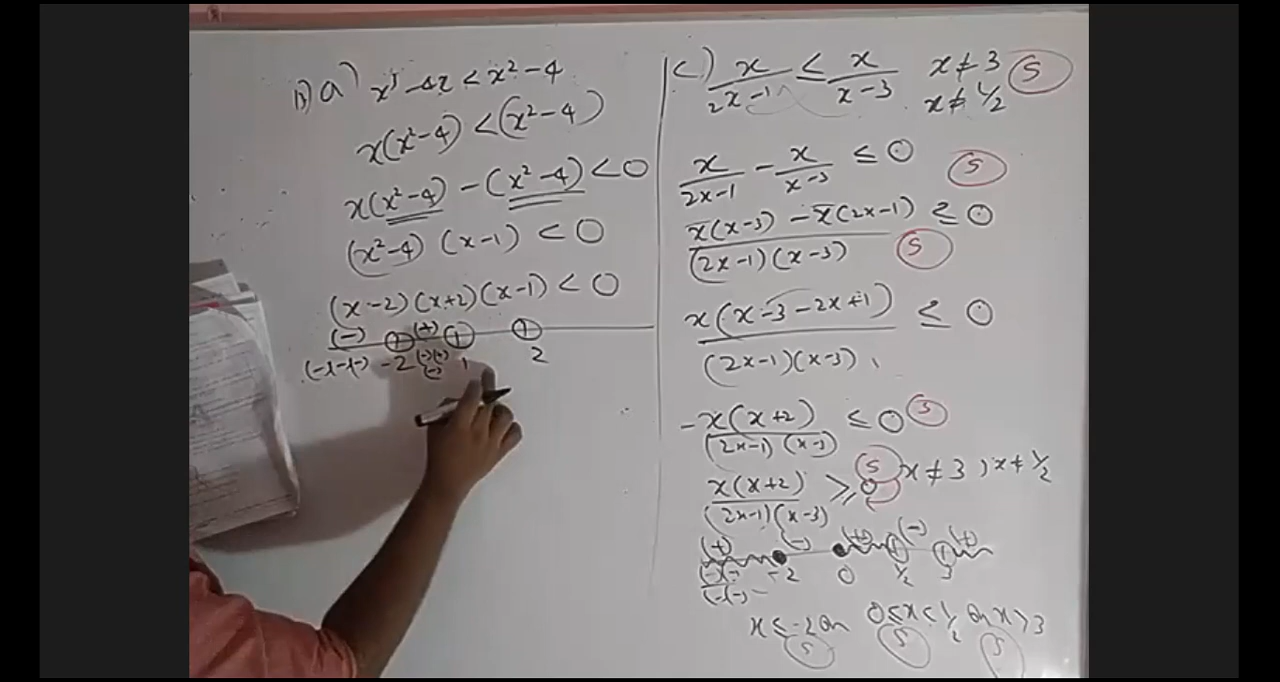 13) a) x³ - 4x < x² - 4
x(x² - 4) < (x² - 4)
x(x² - 4) - (x² - 4) < 0
(x² - 4) (x - 1) < 0
(x - 2)(x + 2)(x - 1) < 0
(-) (+)
(-)(-)(-) -2 (-)(+)(-) 1 2
c) x/(2x-1) ≤ x/(x-3) x ≠ 3 (5)
x ≠ 1/2
x/(2x-1) - x/(x-3) ≤ 0 (5)
x(x-3) - x(2x-1) / (2x-1)(x-3) ≤ 0 (5)
x(x-3-2x+1) / (2x-1)(x-3) ≤ 0
-x(x+2) / (2x-1)(x-3) ≤ 0 (5)
x(x+2) / (2x-1)(x-3) ≥ 0 (5) x ≠ 3, x ≠ 1/2
(+) (-) (+) (-) (+)
-2 0 1/2 3
(-)(-) / (-)(-)
x ≤ -2 or 0 ≤ x < 1/2 or x > 3
(5) (5) (5)